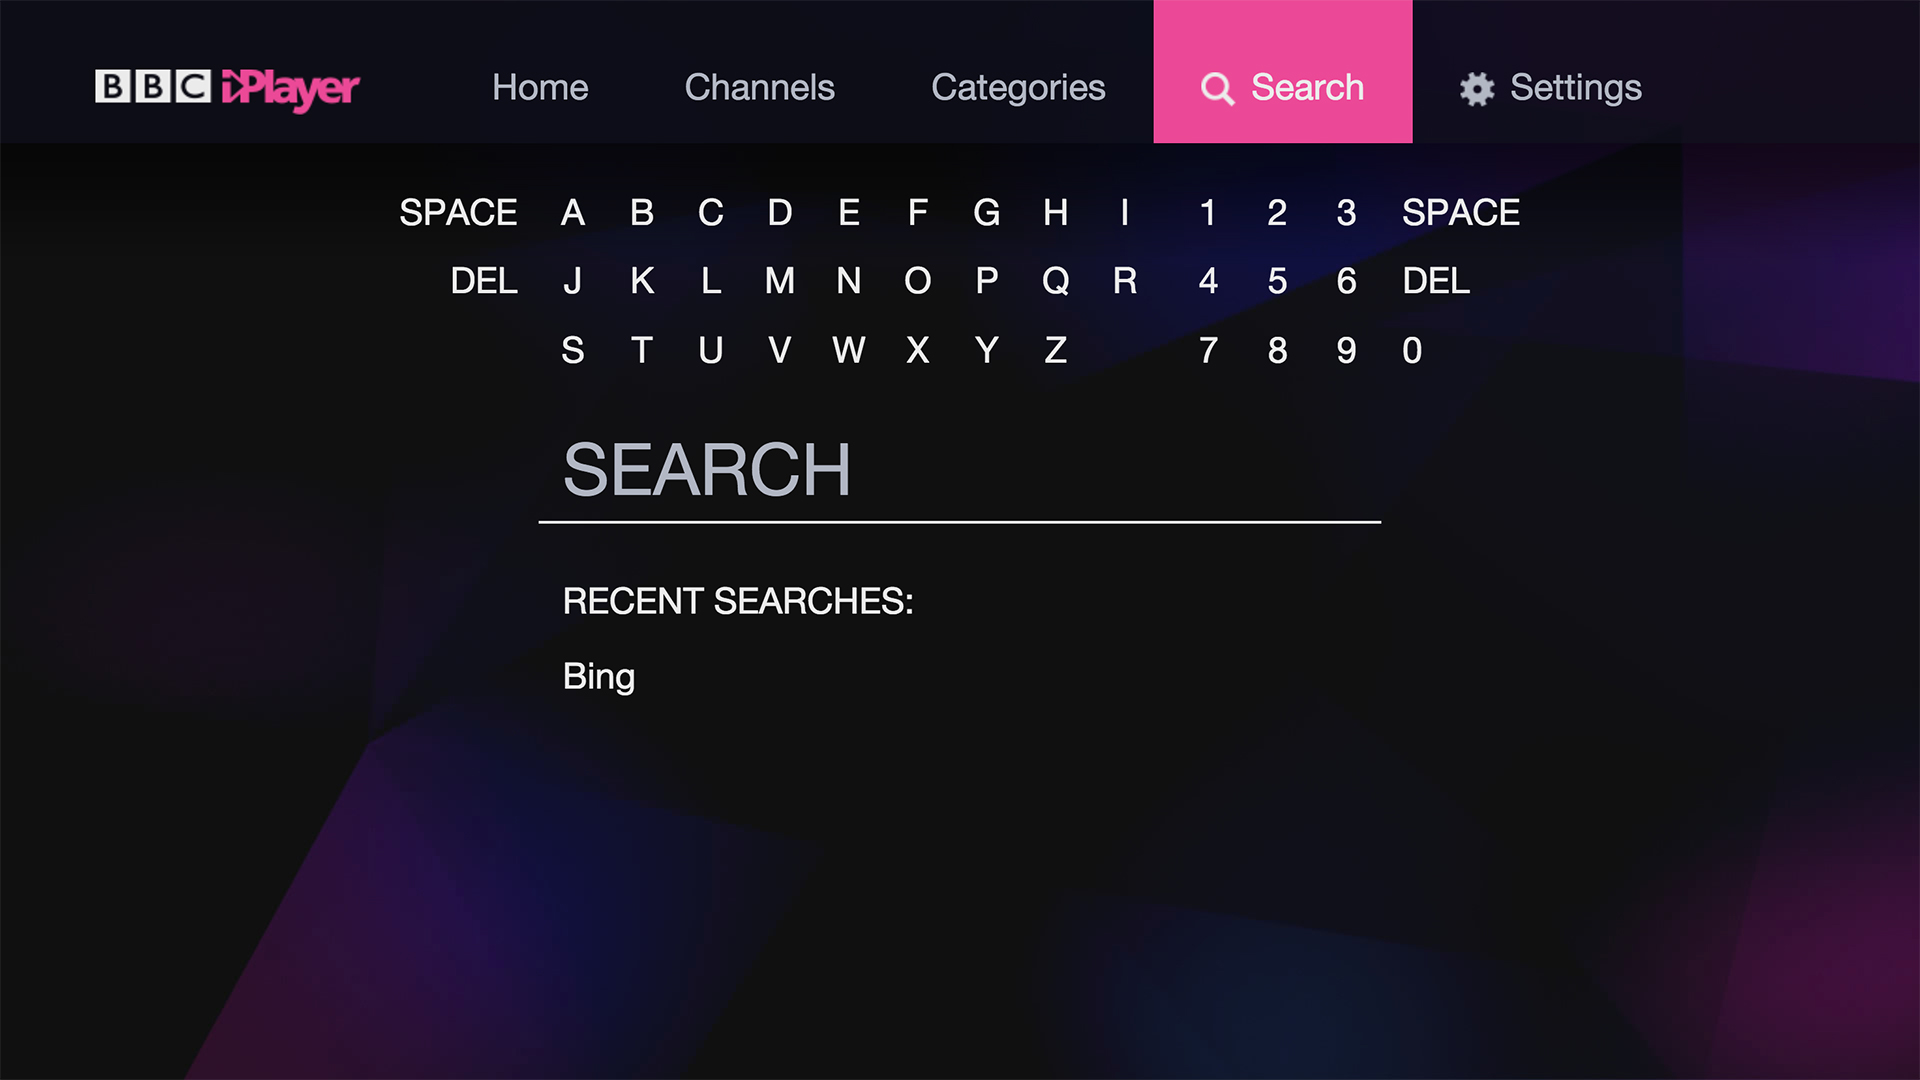 BBC iPlayer Home Channels Categories Search Settings
SPACE A B C D E F G H I 1 2 3 SPACE
DEL J K L M N O P Q R 4 5 6 DEL
S T U V W X Y Z 7 8 9 0
SEARCH
RECENT SEARCHES:
Bing